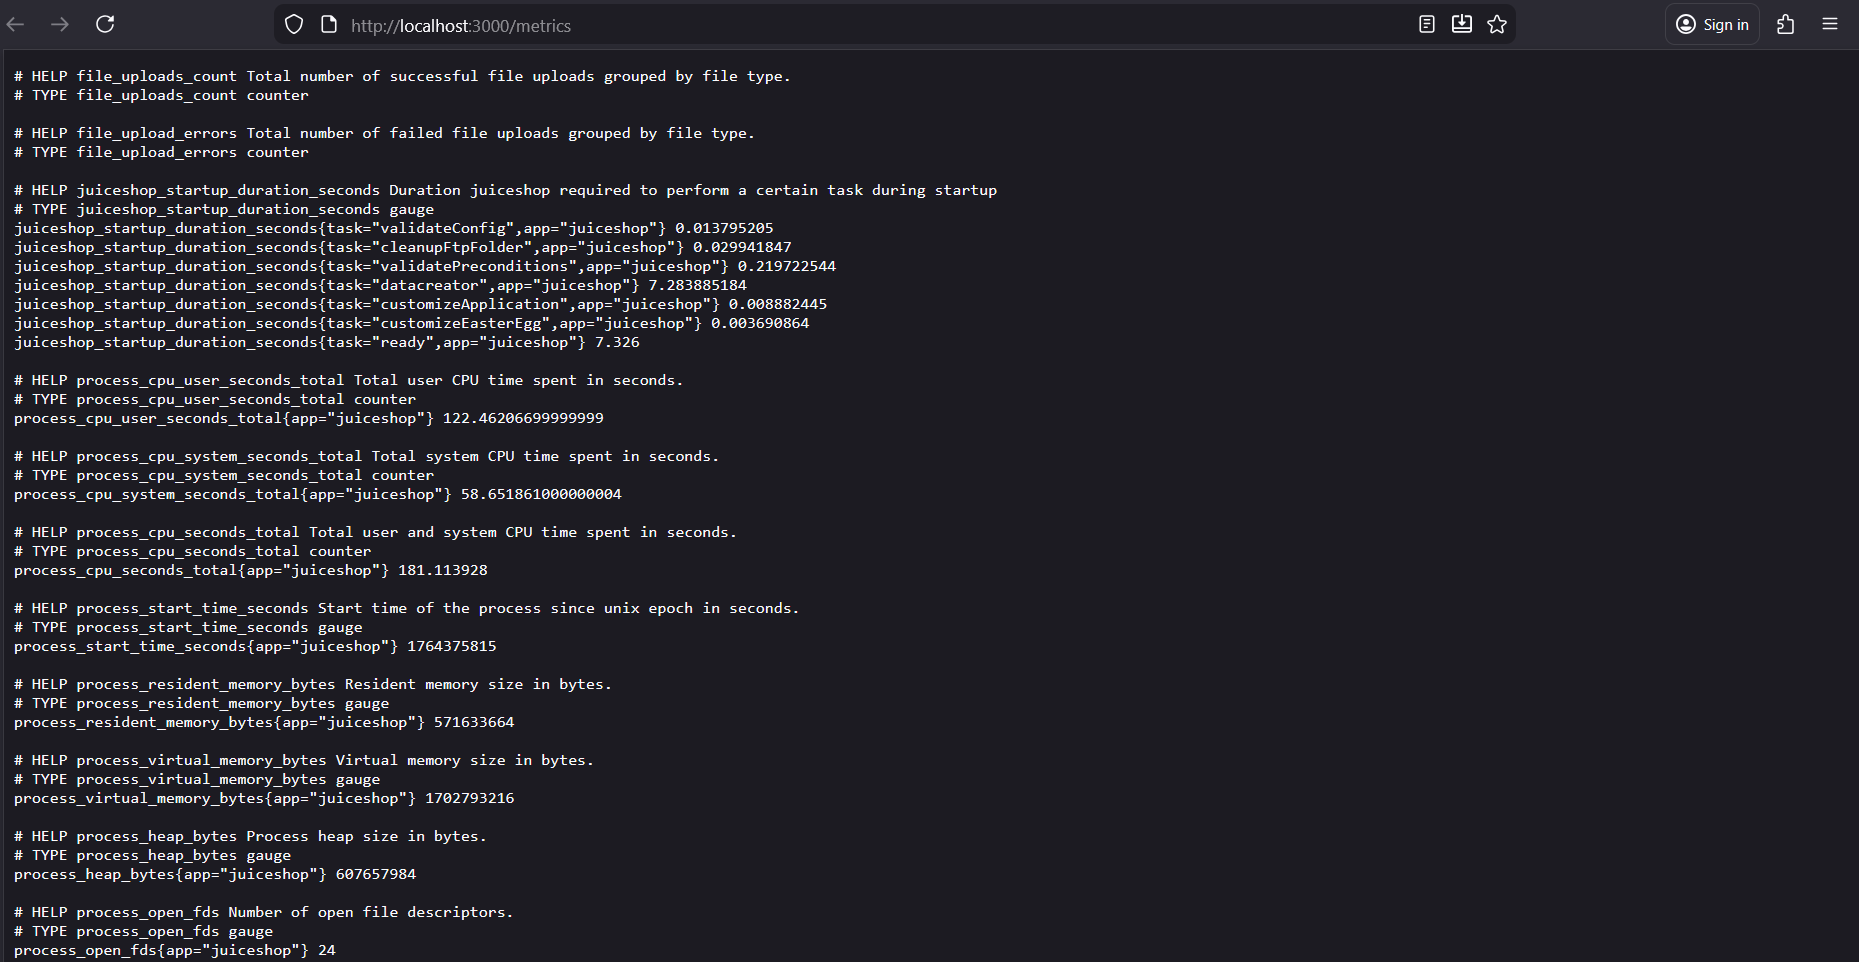 http://localhost:3000/metrics
Sign in
# HELP file_uploads_count Total number of successful file uploads grouped by file type.
# TYPE file_uploads_count counter
# HELP file_upload_errors Total number of failed file uploads grouped by file type.
# TYPE file_upload_errors counter
# HELP juiceshop_startup_duration_seconds Duration juiceshop required to perform a certain task during startup
# TYPE juiceshop_startup_duration_seconds gauge
juiceshop_startup_duration_seconds{task="validateConfig",app="juiceshop"} 0.013795205
juiceshop_startup_duration_seconds{task="cleanupFtpFolder",app="juiceshop"} 0.029941847
juiceshop_startup_duration_seconds{task="validatePreconditions",app="juiceshop"} 0.219722544
juiceshop_startup_duration_seconds{task="datacreator",app="juiceshop"} 7.283885184
juiceshop_startup_duration_seconds{task="customizeApplication",app="juiceshop"} 0.008882445
juiceshop_startup_duration_seconds{task="customizeEasterEgg",app="juiceshop"} 0.003690864
juiceshop_startup_duration_seconds{task="ready",app="juiceshop"} 7.326
# HELP process_cpu_user_seconds_total Total user CPU time spent in seconds.
# TYPE process_cpu_user_seconds_total counter
process_cpu_user_seconds_total{app="juiceshop"} 122.46206699999999
# HELP process_cpu_system_seconds_total Total system CPU time spent in seconds.
# TYPE process_cpu_system_seconds_total counter
process_cpu_system_seconds_total{app="juiceshop"} 58.651861000000004
# HELP process_cpu_seconds_total Total user and system CPU time spent in seconds.
# TYPE process_cpu_seconds_total counter
process_cpu_seconds_total{app="juiceshop"} 181.113928
# HELP process_start_time_seconds Start time of the process since unix epoch in seconds.
# TYPE process_start_time_seconds gauge
process_start_time_seconds{app="juiceshop"} 1764375815
# HELP process_resident_memory_bytes Resident memory size in bytes.
# TYPE process_resident_memory_bytes gauge
process_resident_memory_bytes{app="juiceshop"} 571633664
# HELP process_virtual_memory_bytes Virtual memory size in bytes.
# TYPE process_virtual_memory_bytes gauge
process_virtual_memory_bytes{app="juiceshop"} 1702793216
# HELP process_heap_bytes Process heap size in bytes.
# TYPE process_heap_bytes gauge
process_heap_bytes{app="juiceshop"} 607657984
# HELP process_open_fds Number of open file descriptors.
# TYPE process_open_fds gauge
process_open_fds{app="juiceshop"} 24